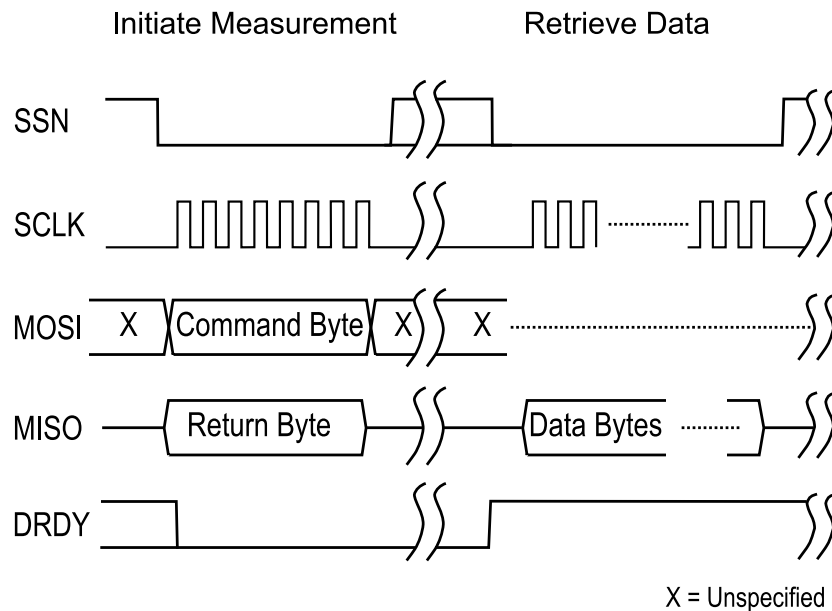 Initiate Measurement Retrieve Data
SSN
SCLK
MOSI X Command Byte X X
MISO Return Byte Data Bytes
DRDY
X = Unspecified